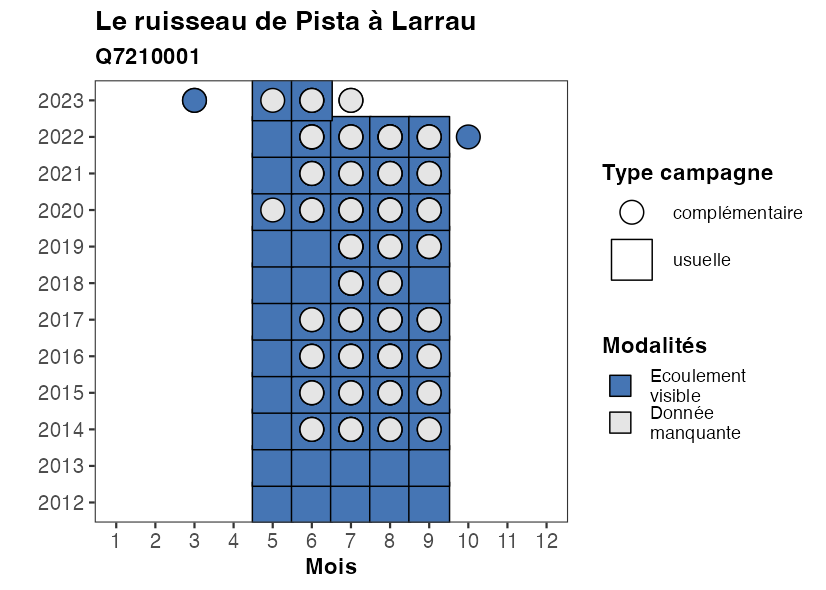 Le ruisseau de Pista à Larrau
Q7210001
2023
2022
2021
2020
2019
2018
2017
2016
2015
2014
2013
2012
1 2 3 4 5 6 7 8 9 10 11 12
Mois
Type campagne
complémentaire
usuelle
Modalités
Ecoulement
visible
Donnée
manquante